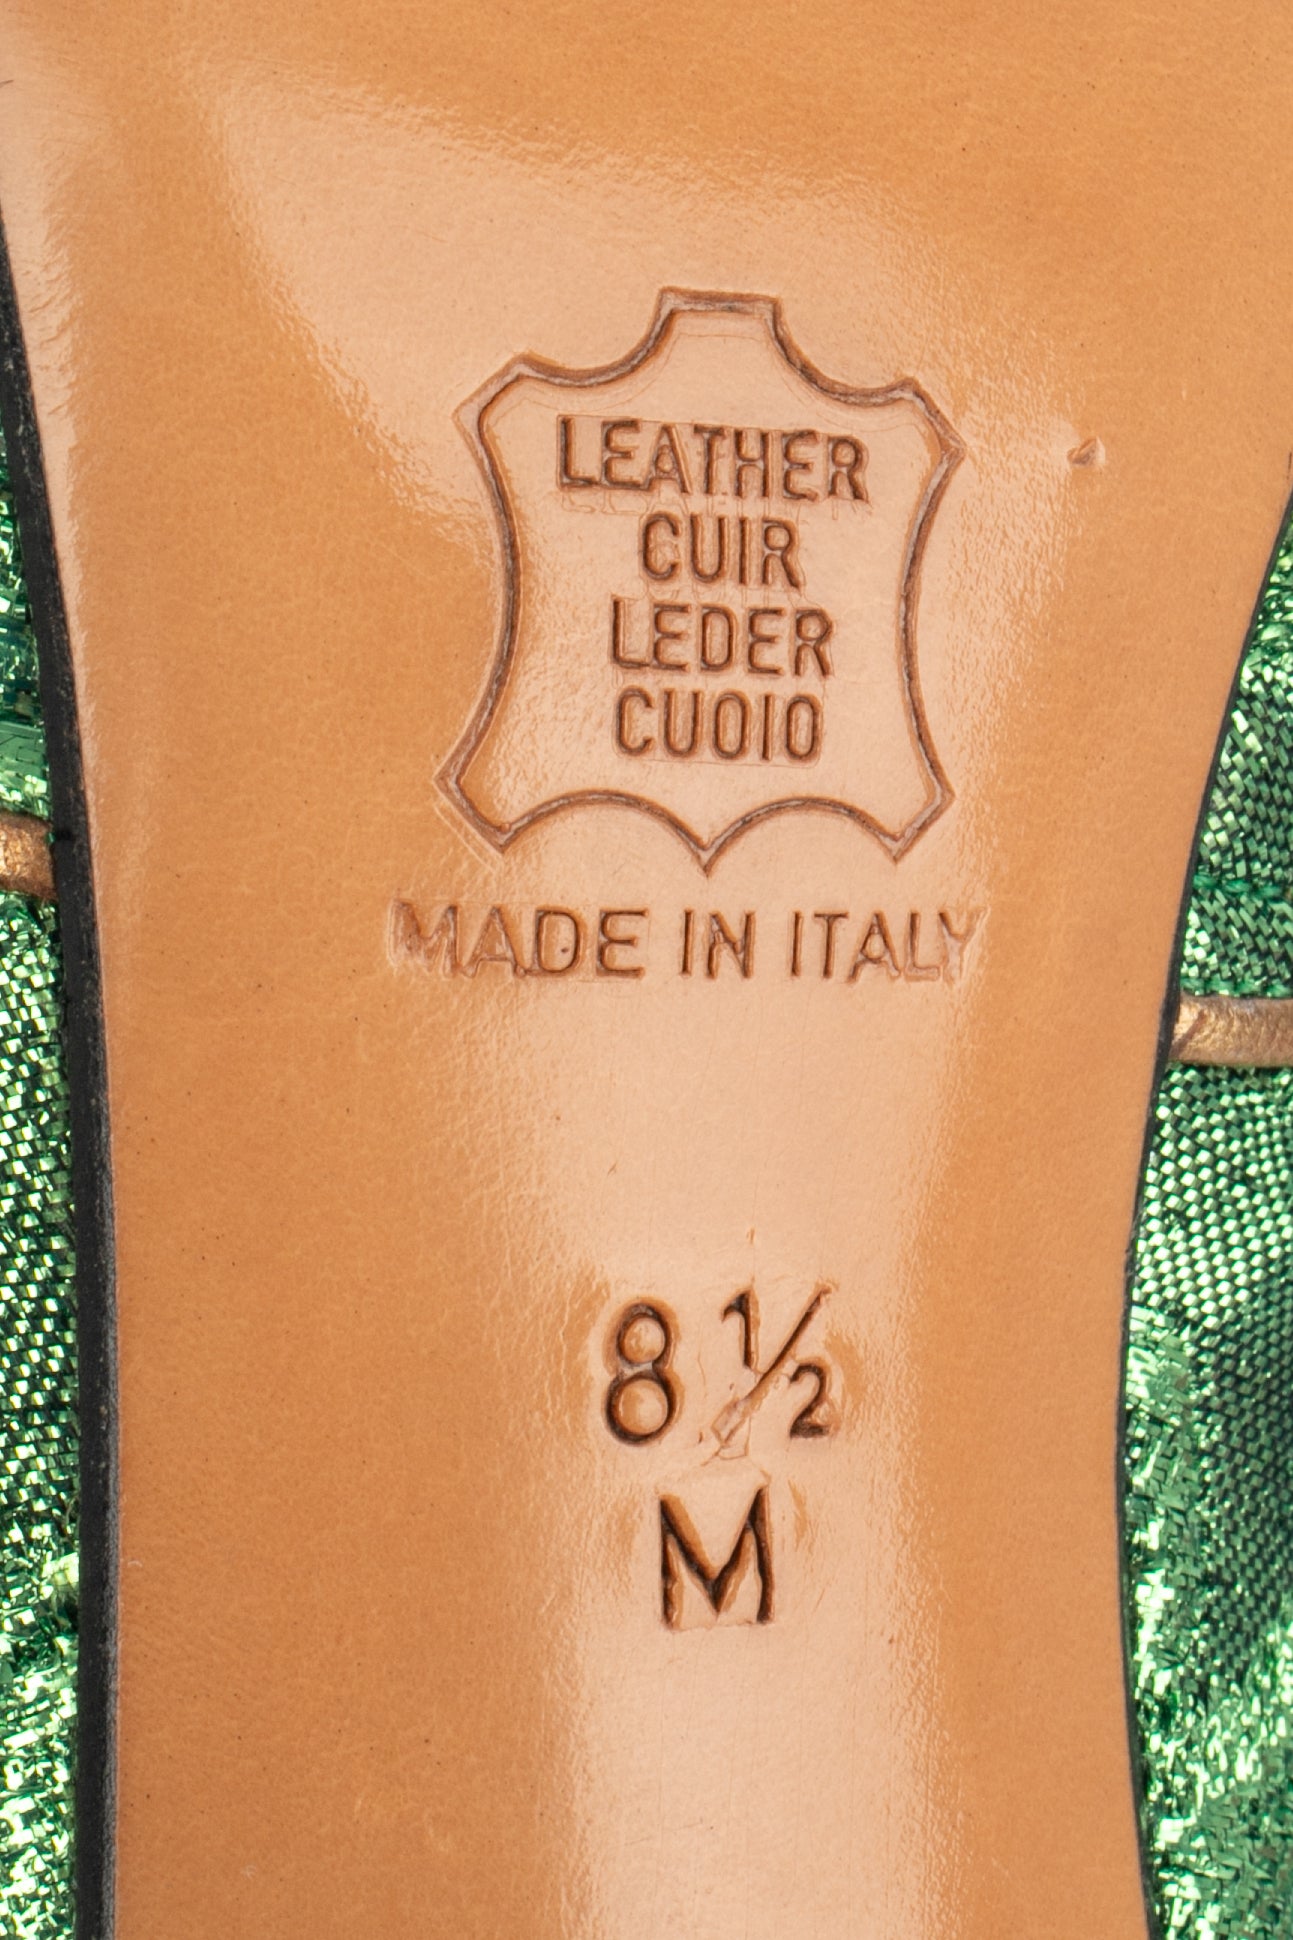 LEATHER
CUIR
LEDER
CUOIO
MADE IN ITALY
8 ½
M